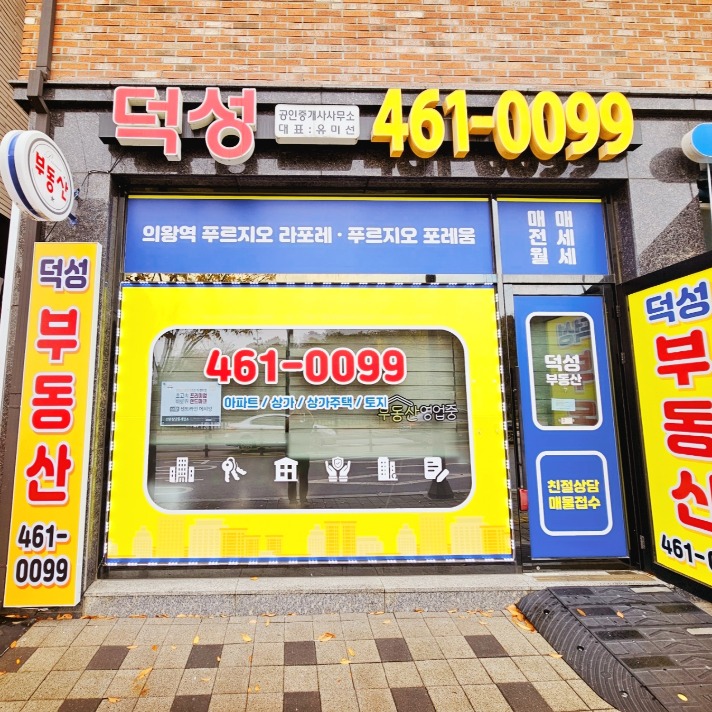 덕성
공인중개사사무소
대표:유미선
461-0099
부동산
의왕역 푸르지오 라포레 · 푸르지오 포레움
매매
전세
월세
덕성
부동산
461-
0099
461-0099
아파트 / 상가 / 상가주택 / 토지
부동산영업중
덕성
부동산
친절상담
매물접수
덕성
부동산
461-0